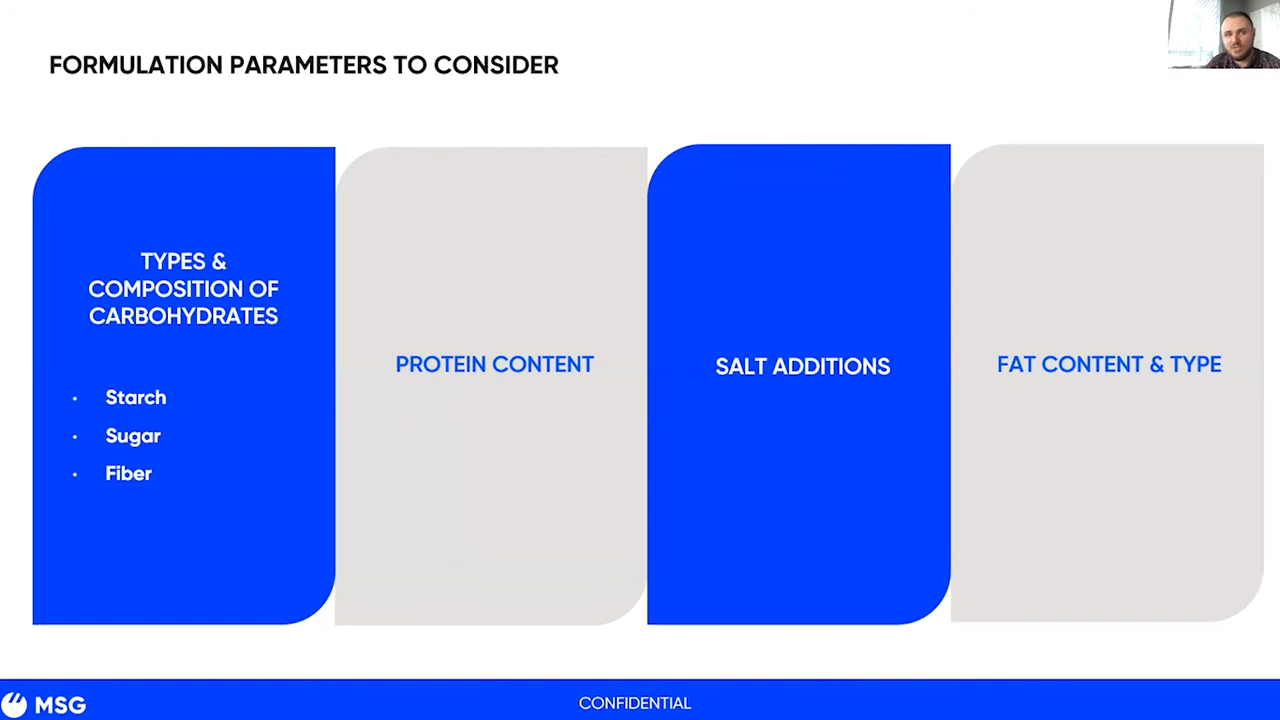 FORMULATION PARAMETERS TO CONSIDER
TYPES &
COMPOSITION OF
CARBOHYDRATES
· Starch
· Sugar
· Fiber
PROTEIN CONTENT
SALT ADDITIONS
FAT CONTENT & TYPE
MSG
CONFIDENTIAL